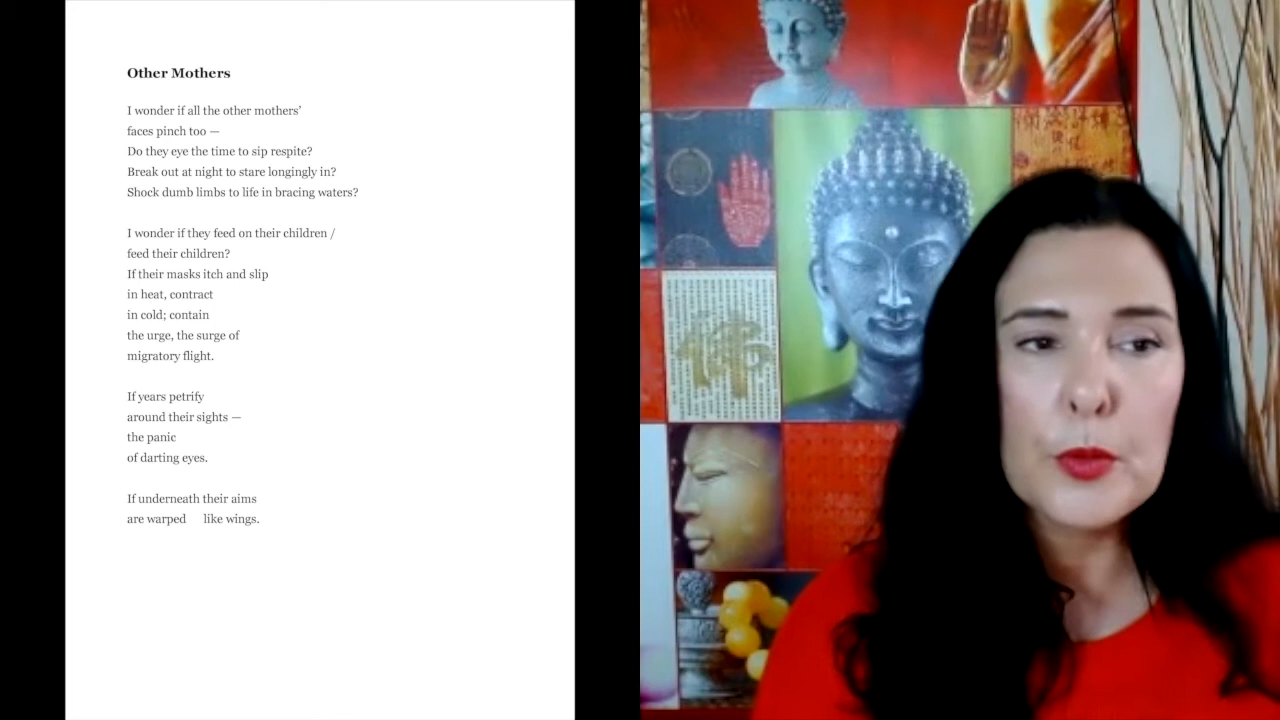 Other Mothers
I wonder if all the other mothers’
faces pinch too —
Do they eye the time to sip respite?
Break out at night to stare longingly in?
Shock dumb limbs to life in bracing waters?
I wonder if they feed on their children /
feed their children?
If their masks itch and slip
in heat, contract
in cold; contain
the urge, the surge of
migratory flight.
If years petrify
around their sights —
the panic
of darting eyes.
If underneath their aims
are warped like wings.
佛